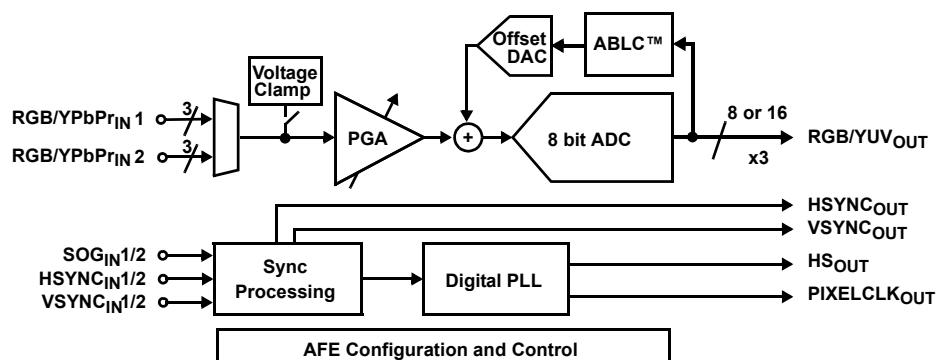 Offset
DAC
ABLC™
Voltage
Clamp
RGB/YPbPrIN 1
3
PGA
+
8 bit ADC
8 or 16
x3
RGB/YUVOUT
RGB/YPbPrIN 2
3
HSYNCOUT
VSYNCOUT
SOGIN1/2
HSYNCIN1/2
VSYNCIN1/2
Sync
Processing
Digital PLL
HSOUT
PIXELCLKOUT
AFE Configuration and Control